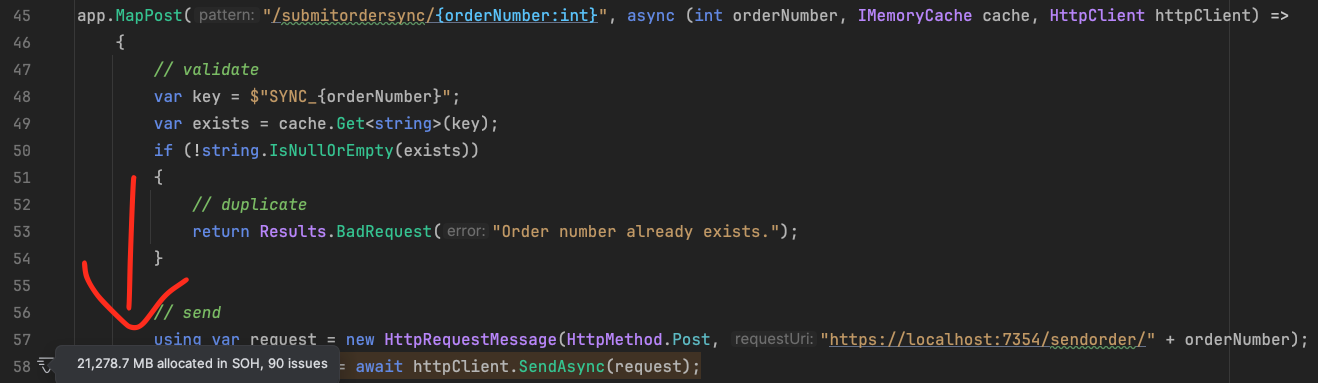 45 app.MapPost( pattern: "/submitordersync/{orderNumber:int}", async (int orderNumber, IMemoryCache cache, HttpClient httpClient) =>
46 {
47 // validate
48 var key = $"SYNC_{orderNumber}";
49 var exists = cache.Get<string>(key);
50 if (!string.IsNullOrEmpty(exists))
51 {
52 // duplicate
53 return Results.BadRequest( error: "Order number already exists.");
54 }
55
56 // send
57 using var request = new HttpRequestMessage(HttpMethod.Post, requestUri: "https://localhost:7354/sendorder/" + orderNumber);
58 21,278.7 MB allocated in SOH, 90 issues = await httpClient.SendAsync(request);